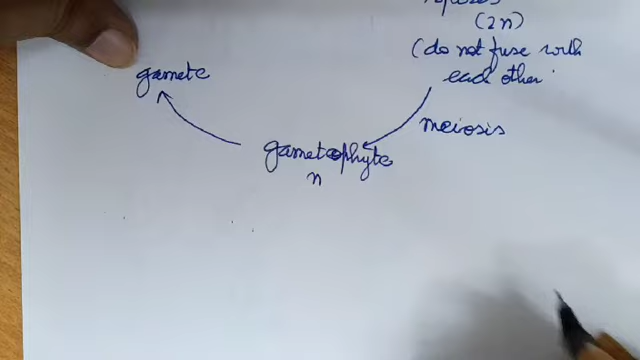 (2n)
(do not fuse with
each other
gamete
meiosis
gametophyte
n